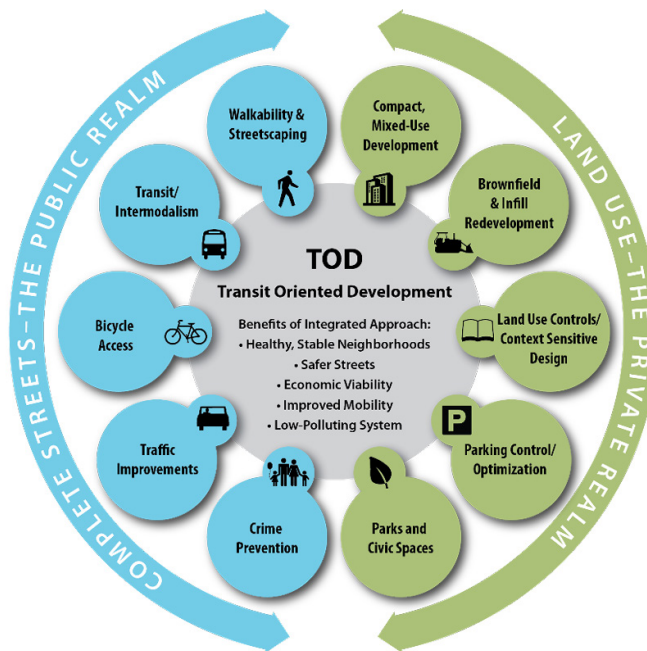 COMPLETE STREETS–THE PUBLIC REALM
LAND USE–THE PRIVATE REALM
Walkability &
Streetscaping
Compact,
Mixed-Use
Development
Transit/
Intermodalism
Brownfield
& Infill
Redevelopment
TOD
Transit Oriented Development
Benefits of Integrated Approach:
• Healthy, Stable Neighborhoods
• Safer Streets
• Economic Viability
• Improved Mobility
• Low-Polluting System
Bicycle
Access
Land Use Controls/
Context Sensitive
Design
Traffic
Improvements
P
Parking Control/
Optimization
Crime
Prevention
Parks and
Civic Spaces